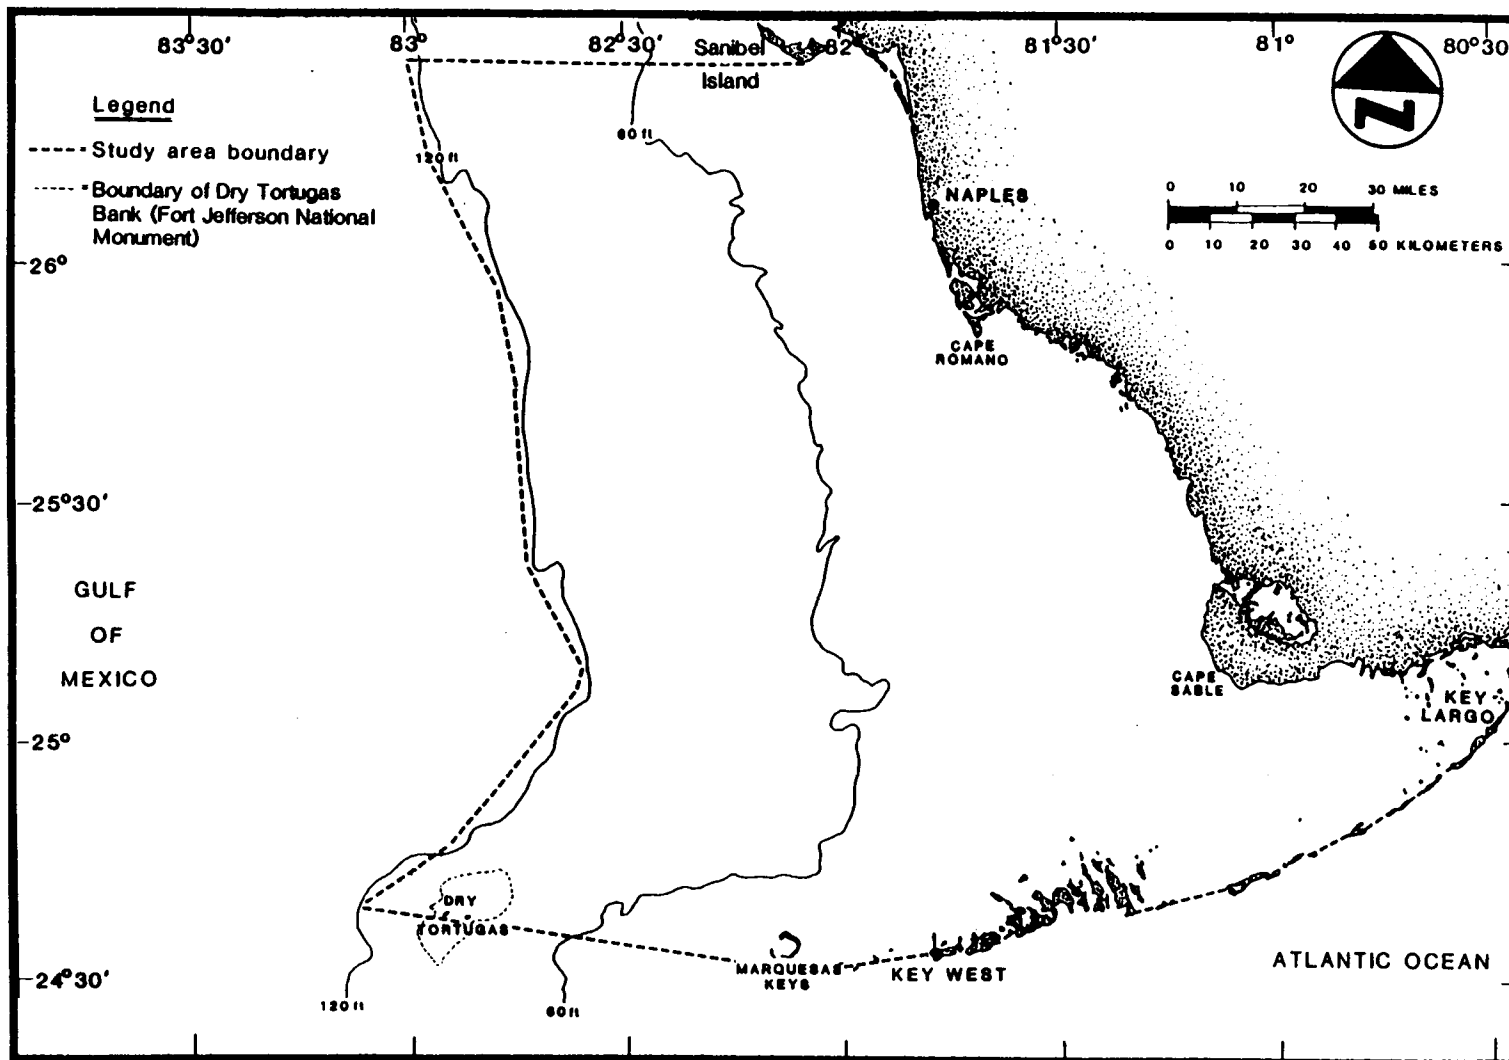 83°30′ 83° 82°30′ 82 81°30′ 81° 80°30
Sanibel
Island
Legend
Study area boundary
Boundary of Dry Tortugas
Bank (Fort Jefferson National
Monument)
60 ft
120 ft
N
0 10 20 30 MILES
0 10 20 30 40 50 KILOMETERS
NAPLES
26°
CAPE
ROMANO
25°30′
GULF
OF
MEXICO
CAPE
SABLE
KEY
LARGO
25°
DRY
TORTUGAS
MARQUESAS
KEYS
KEY WEST
ATLANTIC OCEAN
24°30′
120 ft
60 ft